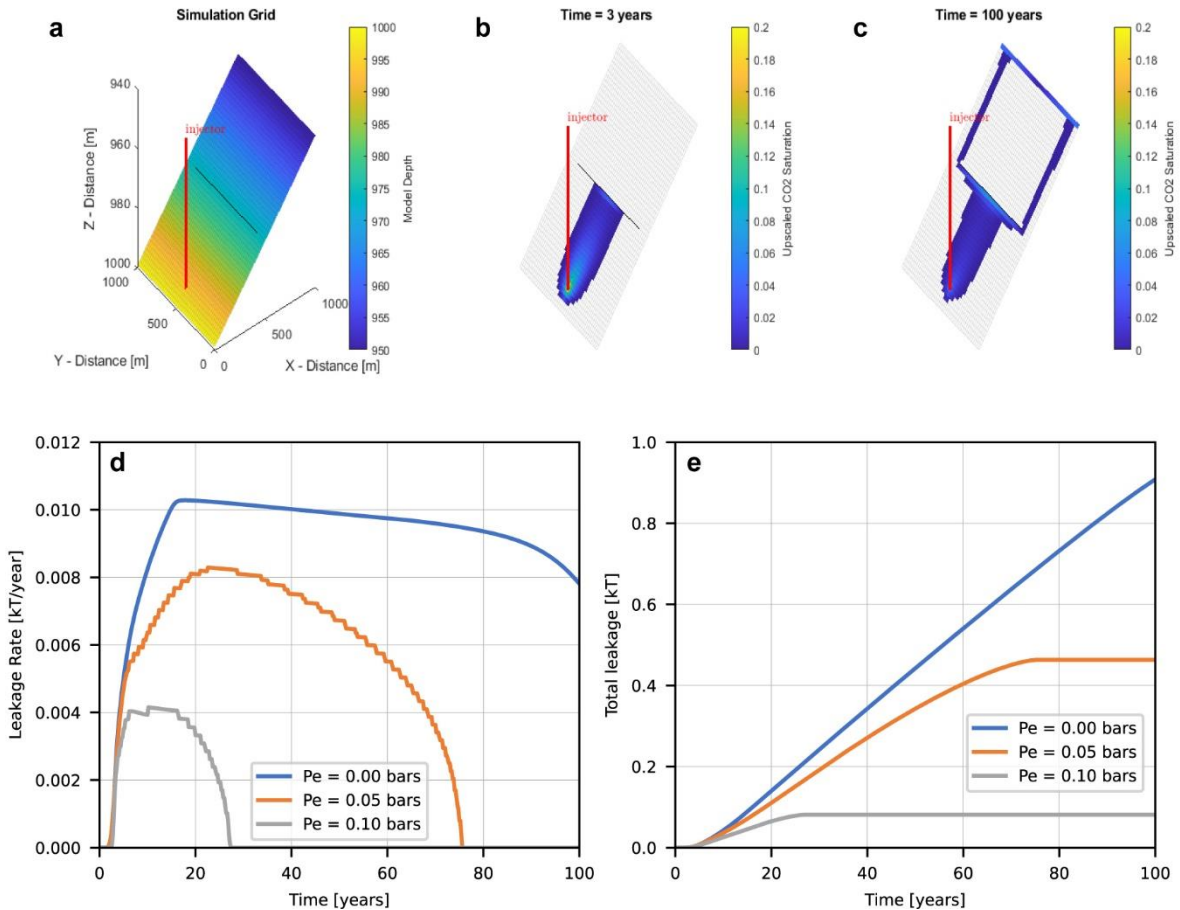 a
Simulation Grid
940
960
980
1000
Z - Distance [m]
injector
1000
500
0
Y - Distance [m]
0
500
1000
X - Distance [m]
1000
995
990
985
980
975
970
965
960
955
950
Model Depth
b
Time = 3 years
injector
0.2
0.18
0.16
0.14
0.12
0.1
0.08
0.06
0.04
0.02
0
Upscaled CO2 Saturation
c
Time = 100 years
injector
0.2
0.18
0.16
0.14
0.12
0.1
0.08
0.06
0.04
0.02
0
Upscaled CO2 Saturation
d
0.012
0.010
0.008
0.006
0.004
0.002
0.000
Leakage Rate [kT/year]
Pe = 0.00 bars
Pe = 0.05 bars
Pe = 0.10 bars
0 20 40 60 80 100
Time [years]
e
1.0
0.8
0.6
0.4
0.2
0.0
Total leakage [kT]
Pe = 0.00 bars
Pe = 0.05 bars
Pe = 0.10 bars
0 20 40 60 80 100
Time [years]